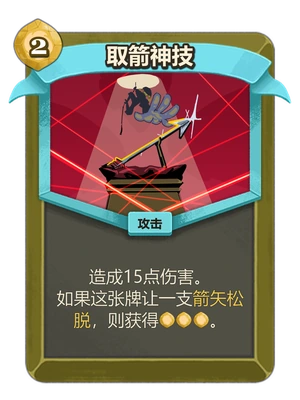 2
取箭神技
攻击
造成15点伤害。
如果这张牌让一支箭矢松
脱，则获得。